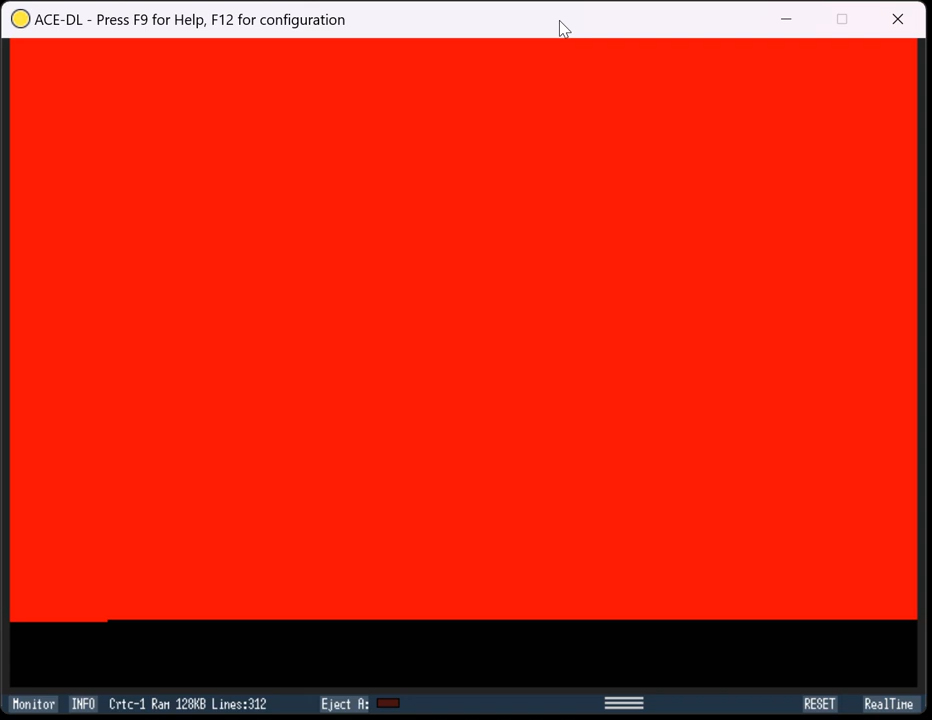 ACE-DL - Press F9 for Help, F12 for configuration
Monitor INFO Crtc-1 Ram 128KB Lines:312 Eject A: RESET RealTime